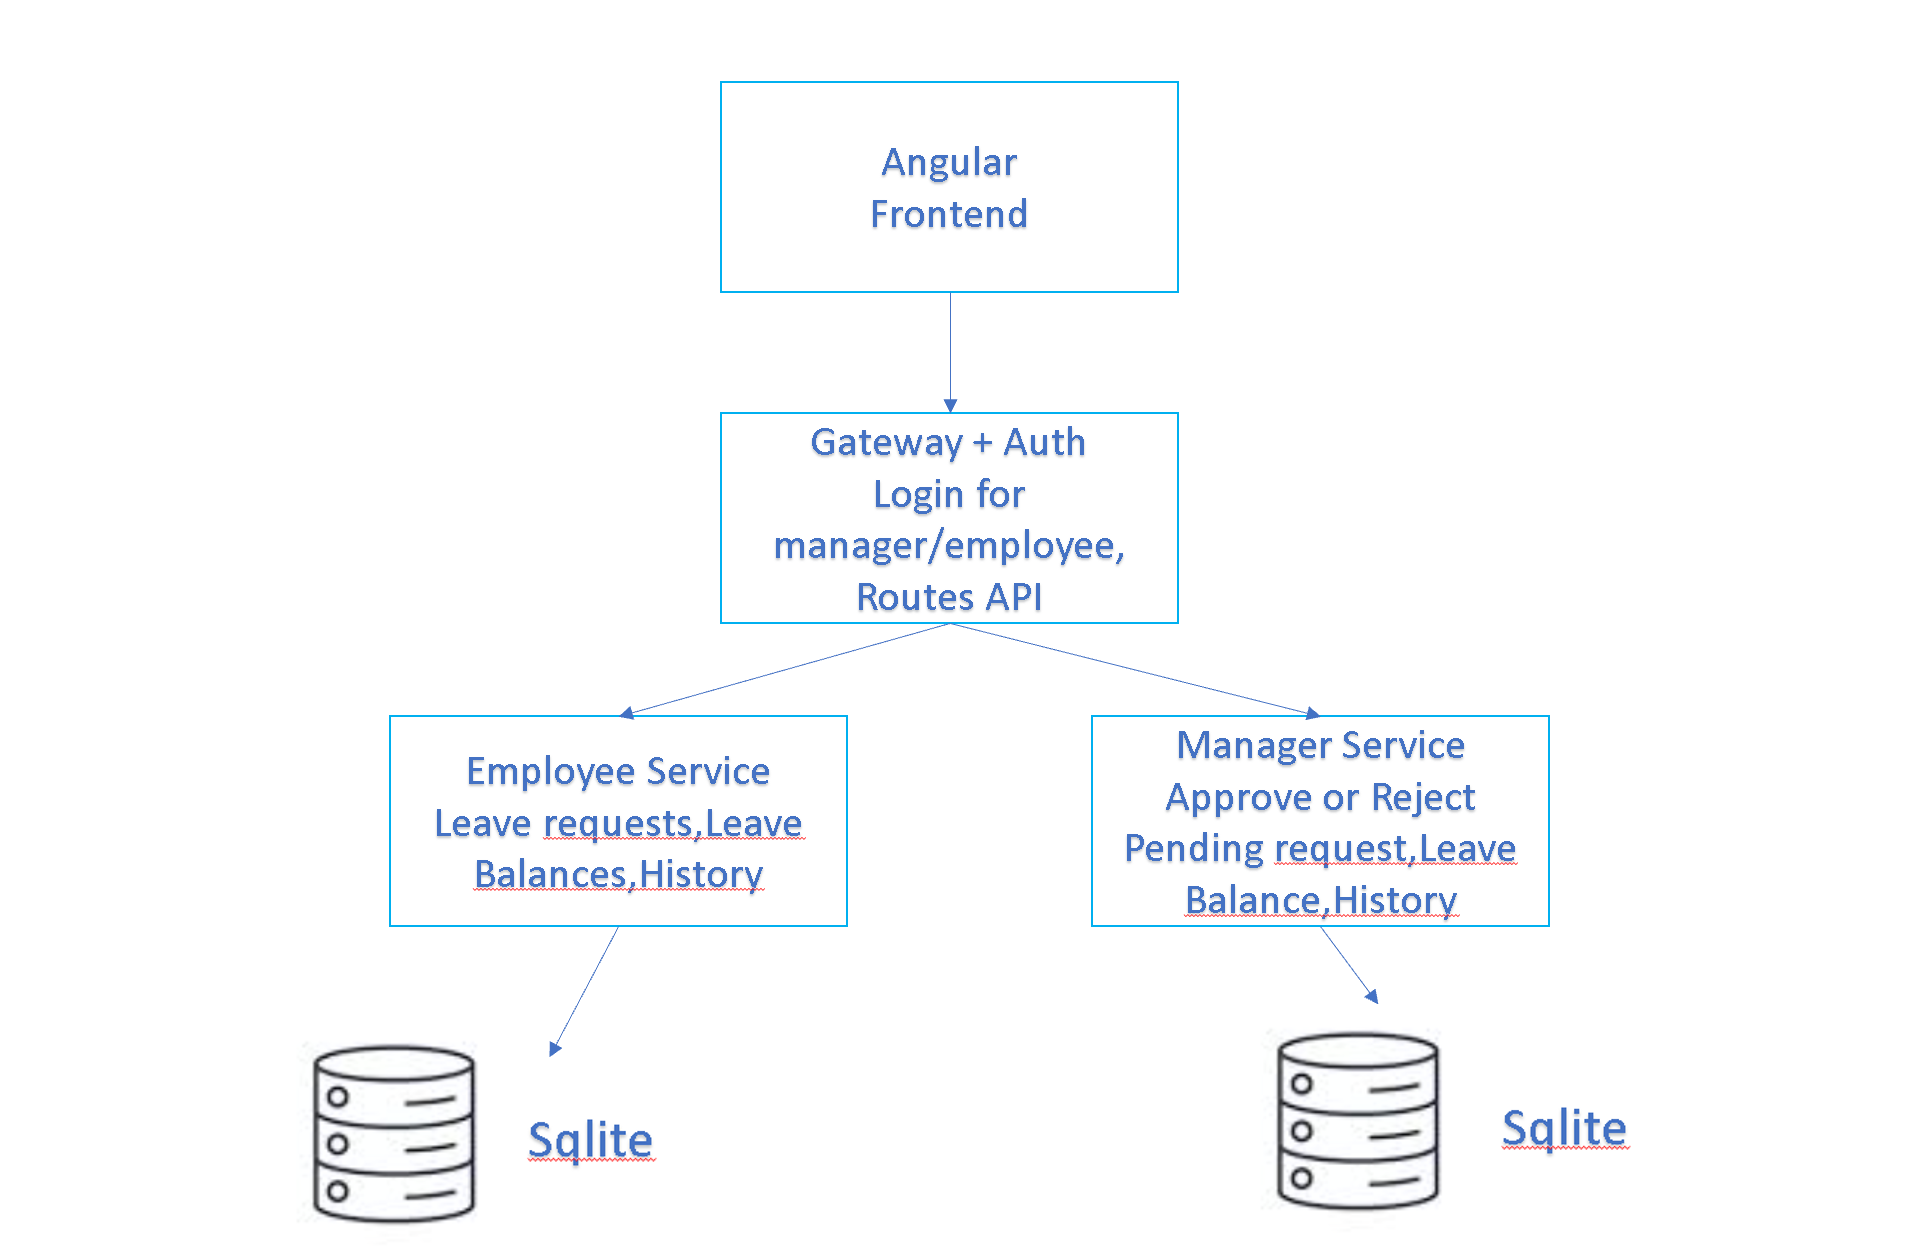 Angular
Frontend
Gateway + Auth
Login for
manager/employee,
Routes API
Employee Service
Leave requests,Leave
Balances,History
Manager Service
Approve or Reject
Pending request,Leave
Balance,History
Sqlite
Sqlite